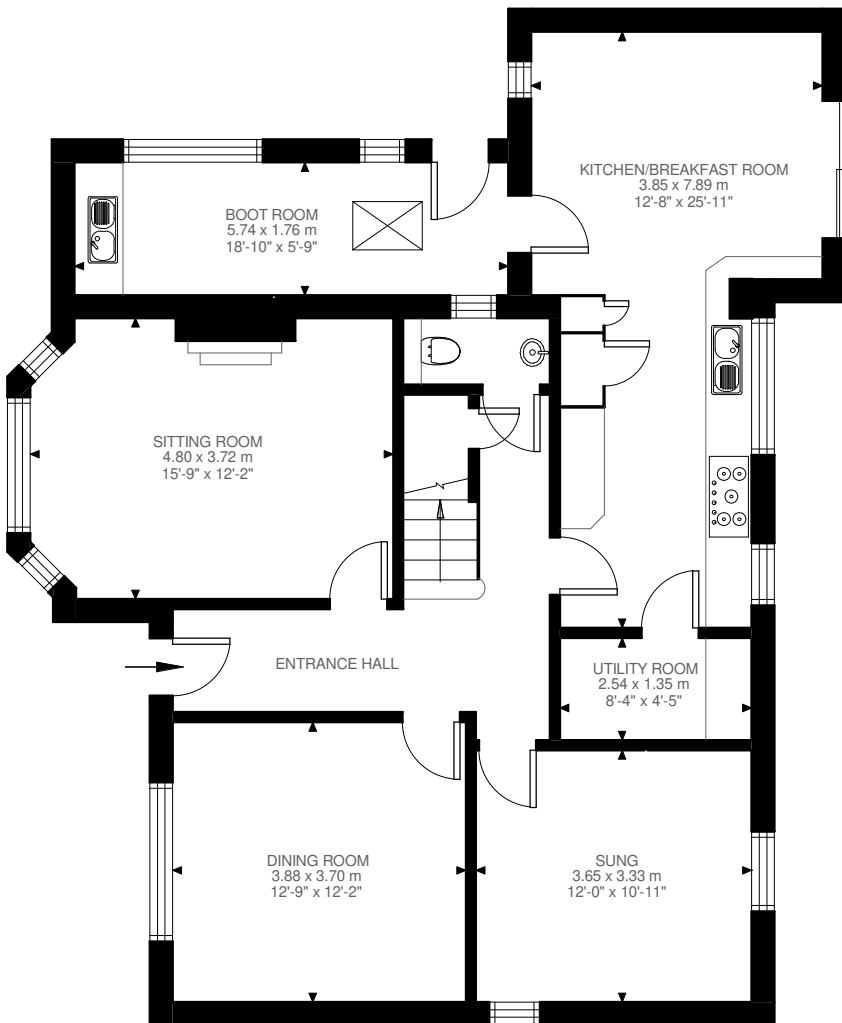 KITCHEN/BREAKFAST ROOM
3.85 x 7.89 m
12'-8" x 25'-11"
BOOT ROOM
5.74 x 1.76 m
18'-10" x 5'-9"
SITTING ROOM
4.80 x 3.72 m
15'-9" x 12'-2"
ENTRANCE HALL
UTILITY ROOM
2.54 x 1.35 m
8'-4" x 4'-5"
DINING ROOM
3.88 x 3.70 m
12'-9" x 12'-2"
SUNG
3.65 x 3.33 m
12'-0" x 10'-11"